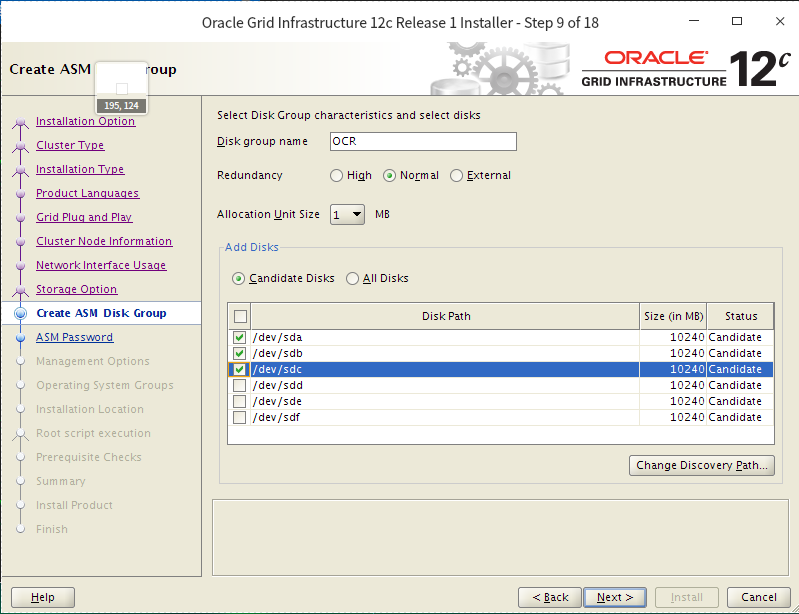 Oracle Grid Infrastructure 12c Release 1 Installer - Step 9 of 18
Create ASM roup
195, 124
ORACLE®
GRID INFRASTRUCTURE 12c
Installation Option
Cluster Type
Installation Type
Product Languages
Grid Plug and Play
Cluster Node Information
Network Interface Usage
Storage Option
Create ASM Disk Group
ASM Password
Management Options
Operating System Groups
Installation Location
Root script execution
Prerequisite Checks
Summary
Install Product
Finish
Select Disk Group characteristics and select disks
Disk group name OCR
Redundancy High Normal External
Allocation Unit Size 1 MB
Add Disks
Candidate Disks All Disks
Disk Path Size (in MB) Status
/dev/sda 10240 Candidate
/dev/sdb 10240 Candidate
/dev/sdc 10240 Candidate
/dev/sdd 10240 Candidate
/dev/sde 10240 Candidate
/dev/sdf 10240 Candidate
Change Discovery Path...
Help < Back Next > Install Cancel